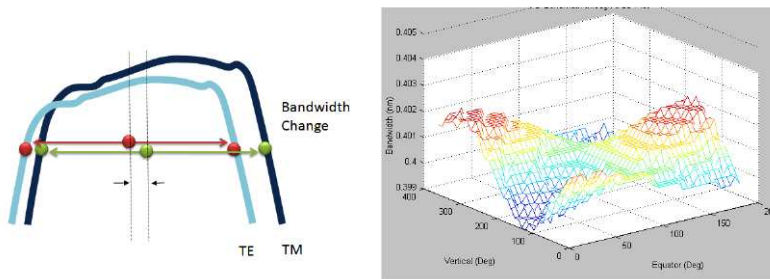 Bandwidth
Change
TE TM
0.405
0.404
0.403
0.402
0.401
0.4
0.399
Bandwidth (nm)
400
300
200
100
0
Vertical (Deg)
0
50
100
150
Equator (Deg)